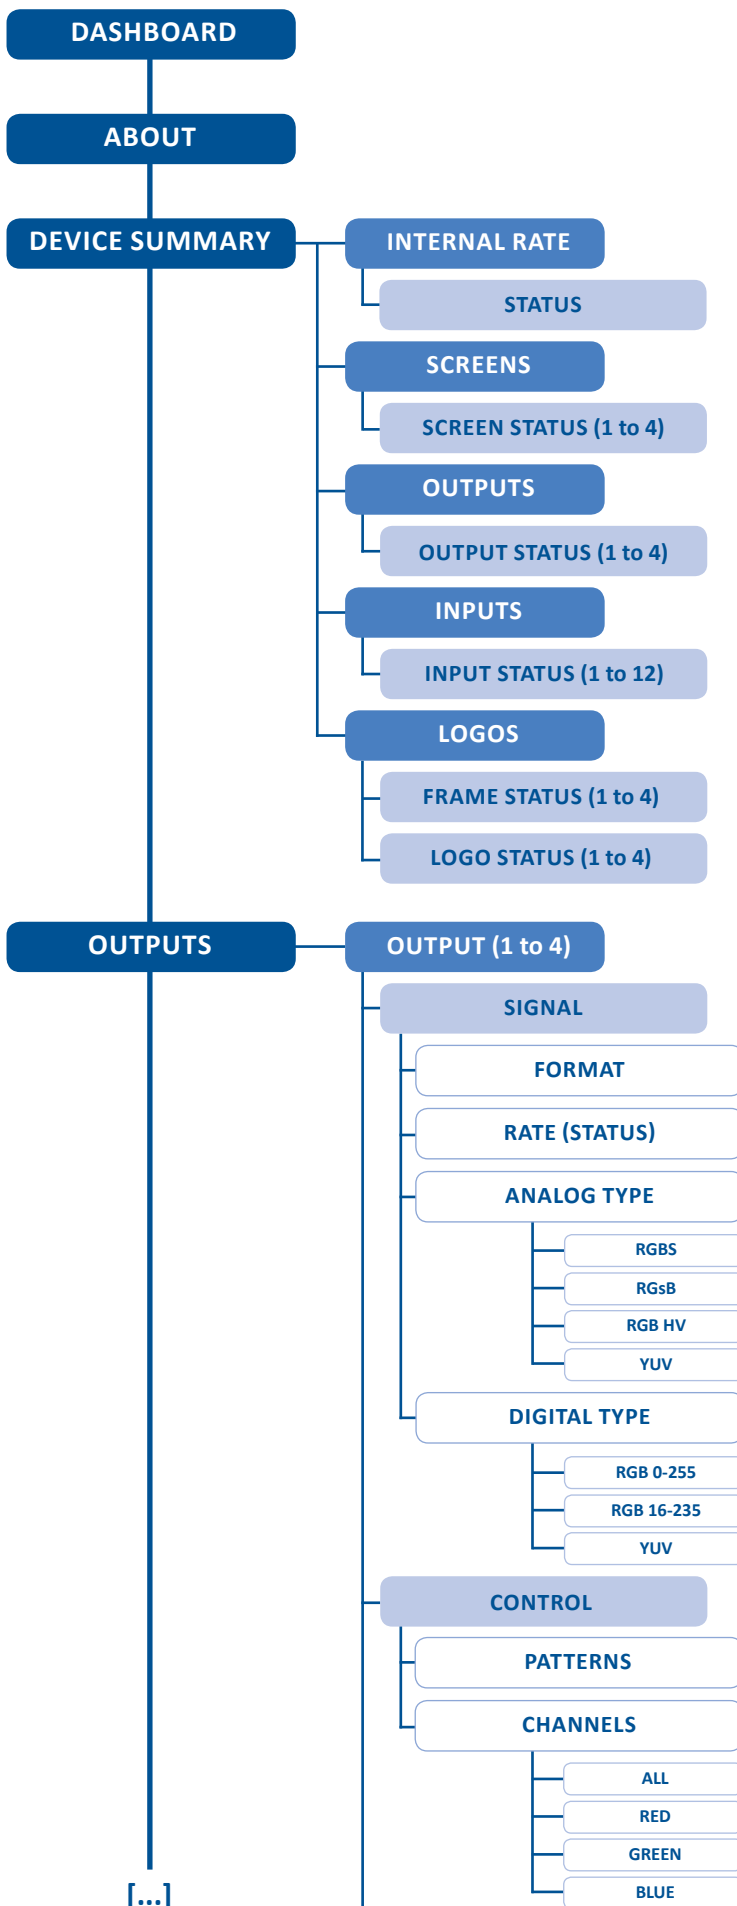 DASHBOARD
ABOUT
DEVICE SUMMARY
INTERNAL RATE
STATUS
SCREENS
SCREEN STATUS (1 to 4)
OUTPUTS
OUTPUT STATUS (1 to 4)
INPUTS
INPUT STATUS (1 to 12)
LOGOS
FRAME STATUS (1 to 4)
LOGO STATUS (1 to 4)
OUTPUTS
OUTPUT (1 to 4)
SIGNAL
FORMAT
RATE (STATUS)
ANALOG TYPE
RGBS
RGsB
RGB HV
YUV
DIGITAL TYPE
RGB 0-255
RGB 16-235
YUV
CONTROL
PATTERNS
CHANNELS
ALL
RED
GREEN
BLUE
[...]